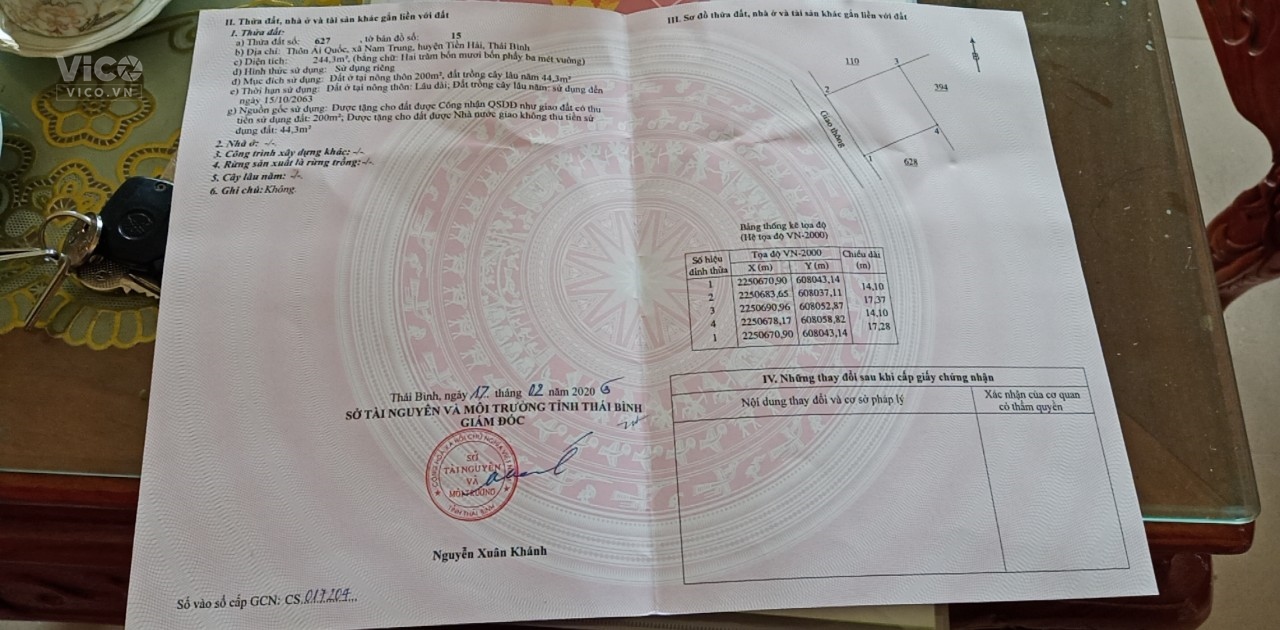 VICO
VICO.VN
II. Thửa đất, nhà ở và tài sản khác gắn liền với đất
1. Thửa đất:
a) Thửa đất số: 627 , tờ bản đồ số: 15
b) Địa chỉ: Thôn Ái Quốc, xã Nam Trung, huyện Tiền Hải, Thái Bình
c) Diện tích: 244,3m², (bằng chữ: Hai trăm bốn mươi bốn phẩy ba mét vuông)
d) Hình thức sử dụng: Sử dụng riêng
đ) Mục đích sử dụng: Đất ở tại nông thôn 200m², đất trồng cây lâu năm 44,3m²
e) Thời hạn sử dụng: Đất ở tại nông thôn: Lâu dài; Đất trồng cây lâu năm: sử dụng đến
ngày 15/10/2063
g) Nguồn gốc sử dụng: Được tặng cho đất được Công nhận QSDĐ như giao đất có thu
tiền sử dụng đất: 200m²; Được tặng cho đất được Nhà nước giao không thu tiền sử
dụng đất: 44,3m²
2. Nhà ở: -/-
3. Công trình xây dựng khác: -/-
4. Rừng sản xuất là rừng trồng: -/-
5. Cây lâu năm: -/-
6. Ghi chú: Không.
Thái Bình, ngày 17 tháng 02 năm 2020
SỞ TÀI NGUYÊN VÀ MÔI TRƯỜNG TỈNH THÁI BÌNH
GIÁM ĐỐC
SỞ
TÀI NGUYÊN
VÀ
MÔI TRƯỜNG
TỈNH THÁI BÌNH
Nguyễn Xuân Khánh
Số vào sổ cấp GCN: CS 017204
III. Sơ đồ thửa đất, nhà ở và tài sản khác gắn liền với đất
B
110
3
2
394
Giao thông
4
1
628
Bảng thống kê tọa độ
(Hệ tọa độ VN-2000)
Số hiệu đỉnh thửa | Tọa độ VN-2000 | Chiều dài (m)
X (m) | Y (m)
1 2250670,90 608043,14
14,10
2 2250683,65 608037,11
17,37
3 2250690,96 608052,87
14,10
4 2250678,17 608058,82
17,28
1 2250670,90 608043,14
IV. Những thay đổi sau khi cấp giấy chứng nhận
Nội dung thay đổi và cơ sở pháp lý
Xác nhận của cơ quan
có thẩm quyền